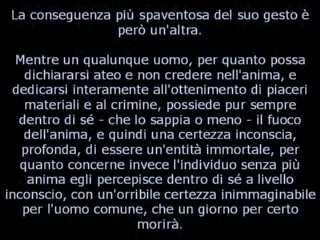 La conseguenza più spaventosa del suo gesto è
però un'altra.
Mentre un qualunque uomo, per quanto possa
dichiararsi ateo e non credere nell'anima, e
dedicarsi interamente all'ottenimento di piaceri
materiali e al crimine, possiede pur sempre
dentro di sé - che lo sappia o meno - il fuoco
dell'anima, e quindi una certezza inconscia,
profonda, di essere un'entità immortale, per
quanto concerne invece l'individuo senza più
anima egli percepisce dentro di sé a livello
inconscio, con un'orribile certezza inimmaginabile
per l'uomo comune, che un giorno per certo
morirà.